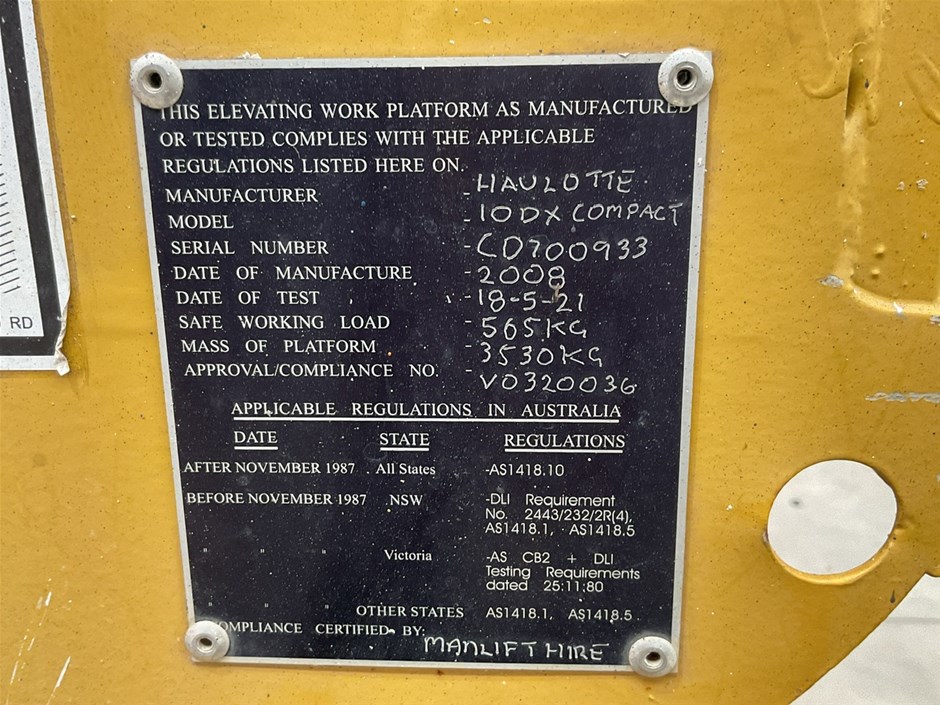 THIS ELEVATING WORK PLATFORM AS MANUFACTURED
OR TESTED COMPLIES WITH THE APPLICABLE
REGULATIONS LISTED HERE ON.
MANUFACTURER - HAULOTTE
MODEL - 10DX COMPACT
SERIAL NUMBER - CD700933
DATE OF MANUFACTURE - 2008
DATE OF TEST - 18-5-21
SAFE WORKING LOAD - 565KG
MASS OF PLATFORM - 3530KG
APPROVAL/COMPLIANCE NO. - V0320036
APPLICABLE REGULATIONS IN AUSTRALIA
DATE STATE REGULATIONS
AFTER NOVEMBER 1987 All States -AS1418.10
BEFORE NOVEMBER 1987 NSW -DLI Requirement
No. 2443/232/2R(4),
AS1418.1, AS1418.5
" " " Victoria -AS CB2 + DLI
Testing Requirements
dated 25:11:80
" " " OTHER STATES AS1418.1, AS1418.5
COMPLIANCE CERTIFIED BY: MANLIFT HIRE
RD